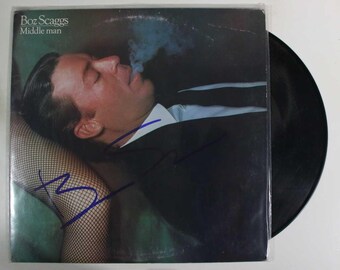 Boz Scaggs
Middle man